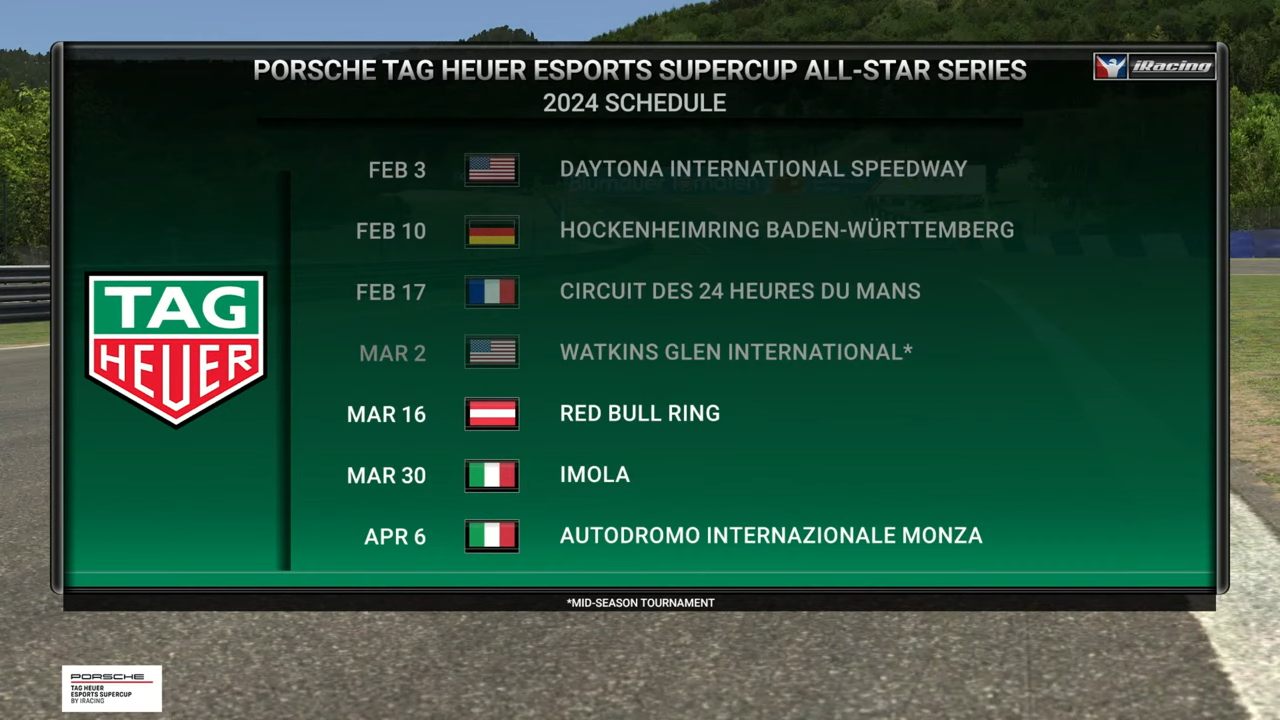 PORSCHE TAG HEUER ESPORTS SUPERCUP ALL-STAR SERIES
iRacing
2024 SCHEDULE
FEB 3 DAYTONA INTERNATIONAL SPEEDWAY
FEB 10 HOCKENHEIMRING BADEN-WÜRTTEMBERG
FEB 17 CIRCUIT DES 24 HEURES DU MANS
MAR 2 WATKINS GLEN INTERNATIONAL*
MAR 16 RED BULL RING
MAR 30 IMOLA
APR 6 AUTODROMO INTERNAZIONALE MONZA
TAG
HEUER
*MID-SEASON TOURNAMENT
PORSCHE
TAG HEUER
ESPORTS SUPERCUP
BY IRACING